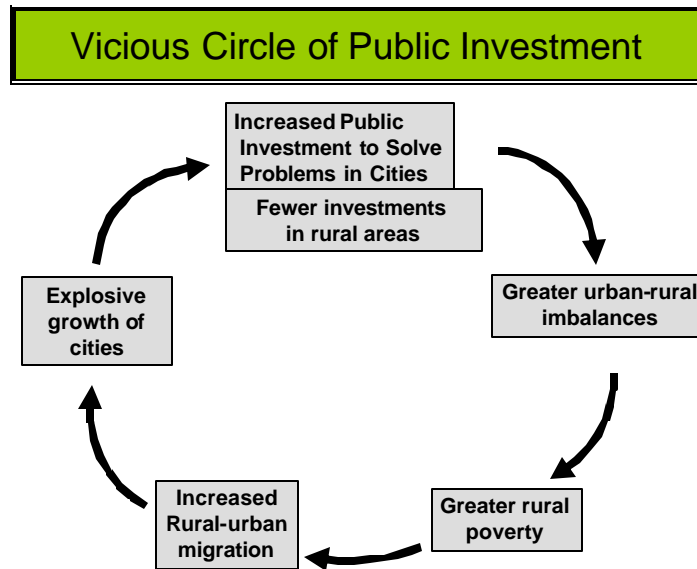 Vicious Circle of Public Investment
Increased Public
Investment to Solve
Problems in Cities
Fewer investments
in rural areas
Greater urban-rural
imbalances
Greater rural
poverty
Increased
Rural-urban
migration
Explosive
growth of
cities